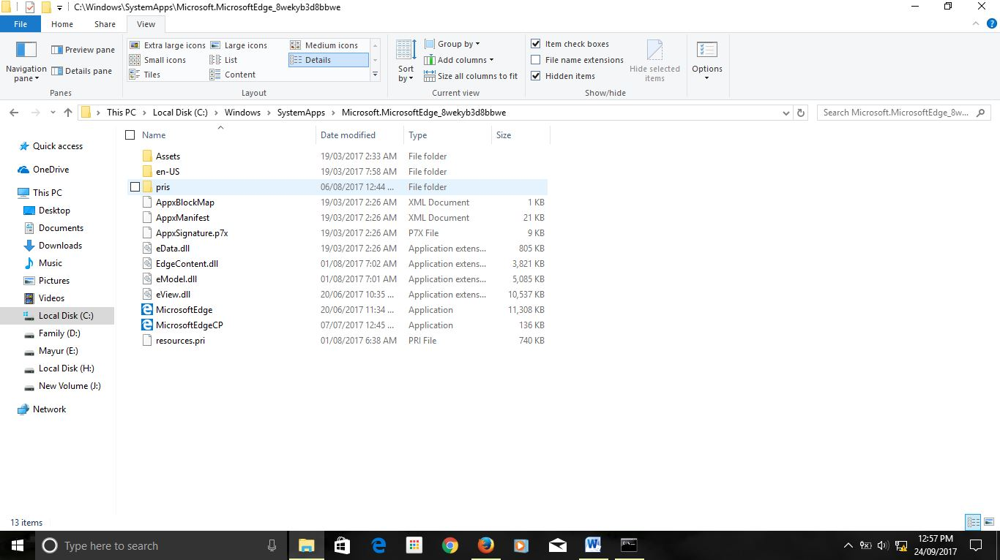 C:\Windows\SystemApps\Microsoft.MicrosoftEdge_8wekyb3d8bbwe
File Home Share View
Navigation pane
Preview pane
Details pane
Panes
Extra large icons Large icons Medium icons
Small icons List Details
Tiles Content
Layout
Sort by
Group by
Add columns
Size all columns to fit
Current view
Item check boxes
File name extensions
Hidden items
Hide selected items
Show/hide
Options
This PC Local Disk (C:) Windows SystemApps Microsoft.MicrosoftEdge_8wekyb3d8bbwe
Search Microsoft.MicrosoftEdge_8w...
Quick access
OneDrive
This PC
Desktop
Documents
Downloads
Music
Pictures
Videos
Local Disk (C:)
Family (D:)
Mayur (E:)
Local Disk (H:)
New Volume (J:)
Network
Name Date modified Type Size
Assets 19/03/2017 2:33 AM File folder
en-US 19/03/2017 7:58 AM File folder
pris 06/08/2017 12:44 ... File folder
AppxBlockMap 19/03/2017 2:26 AM XML Document 1 KB
AppxManifest 19/03/2017 2:26 AM XML Document 21 KB
AppxSignature.p7x 19/03/2017 2:26 AM P7X File 9 KB
eData.dll 19/03/2017 2:26 AM Application extens... 805 KB
EdgeContent.dll 01/08/2017 7:02 AM Application extens... 3,821 KB
eModel.dll 01/08/2017 7:01 AM Application extens... 5,085 KB
eView.dll 20/06/2017 10:35 ... Application extens... 10,537 KB
MicrosoftEdge 20/06/2017 11:34 ... Application 11,308 KB
MicrosoftEdgeCP 07/07/2017 12:45 ... Application 136 KB
resources.pri 01/08/2017 6:38 AM PRI File 740 KB
13 items
Type here to search
12:57 PM
24/09/2017